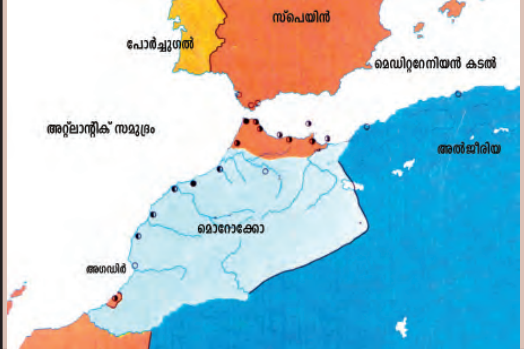 സ്പെയിൻ
പോർച്ചുഗൽ
മെഡിറ്ററേനിയൻ കടൽ
അറ്റ്ലാന്റിക് സമുദ്രം
അൽജീരിയ
മൊറോക്കോ
അഗഡിർ